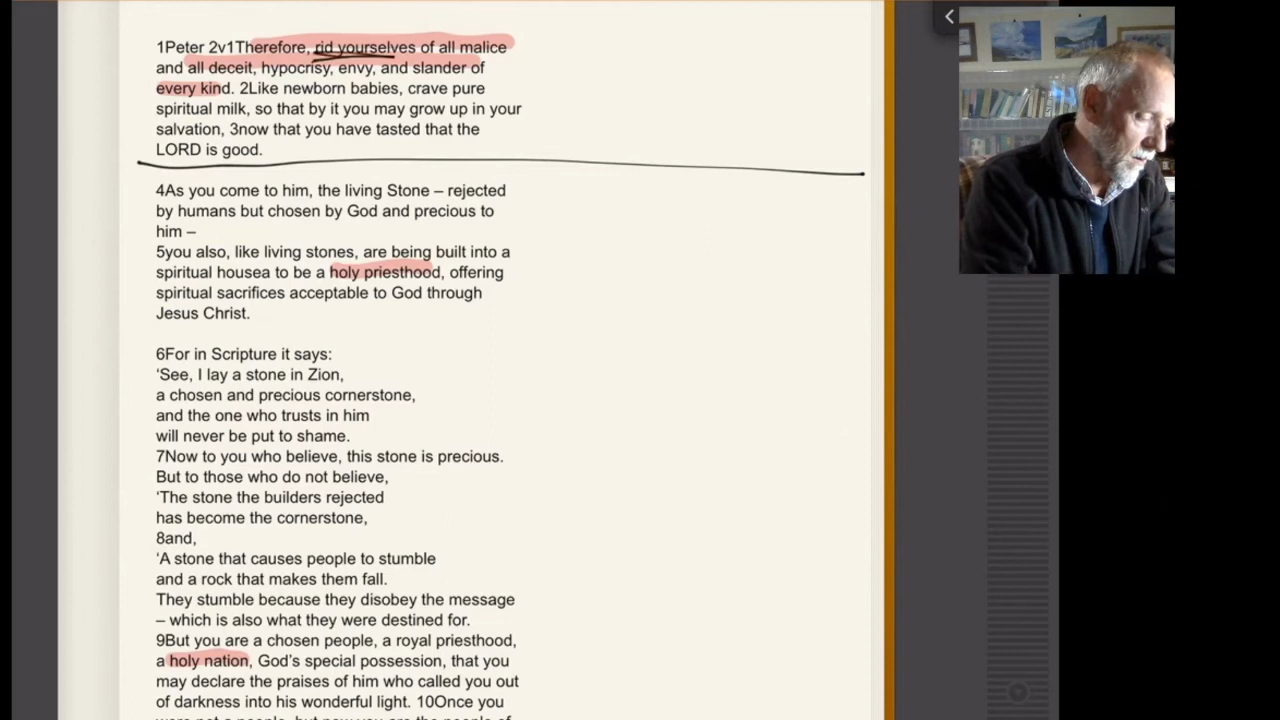 1Peter 2v1Therefore, rid yourselves of all malice
and all deceit, hypocrisy, envy, and slander of
every kind. 2Like newborn babies, crave pure
spiritual milk, so that by it you may grow up in your
salvation, 3now that you have tasted that the
LORD is good.
4As you come to him, the living Stone – rejected
by humans but chosen by God and precious to
him –
5you also, like living stones, are being built into a
spiritual housea to be a holy priesthood, offering
spiritual sacrifices acceptable to God through
Jesus Christ.
6For in Scripture it says:
‘See, I lay a stone in Zion,
a chosen and precious cornerstone,
and the one who trusts in him
will never be put to shame.
7Now to you who believe, this stone is precious.
But to those who do not believe,
‘The stone the builders rejected
has become the cornerstone,
8and,
‘A stone that causes people to stumble
and a rock that makes them fall.
They stumble because they disobey the message
– which is also what they were destined for.
9But you are a chosen people, a royal priesthood,
a holy nation, God’s special possession, that you
may declare the praises of him who called you out
of darkness into his wonderful light. 10Once you
were not a people, but now you are the people of